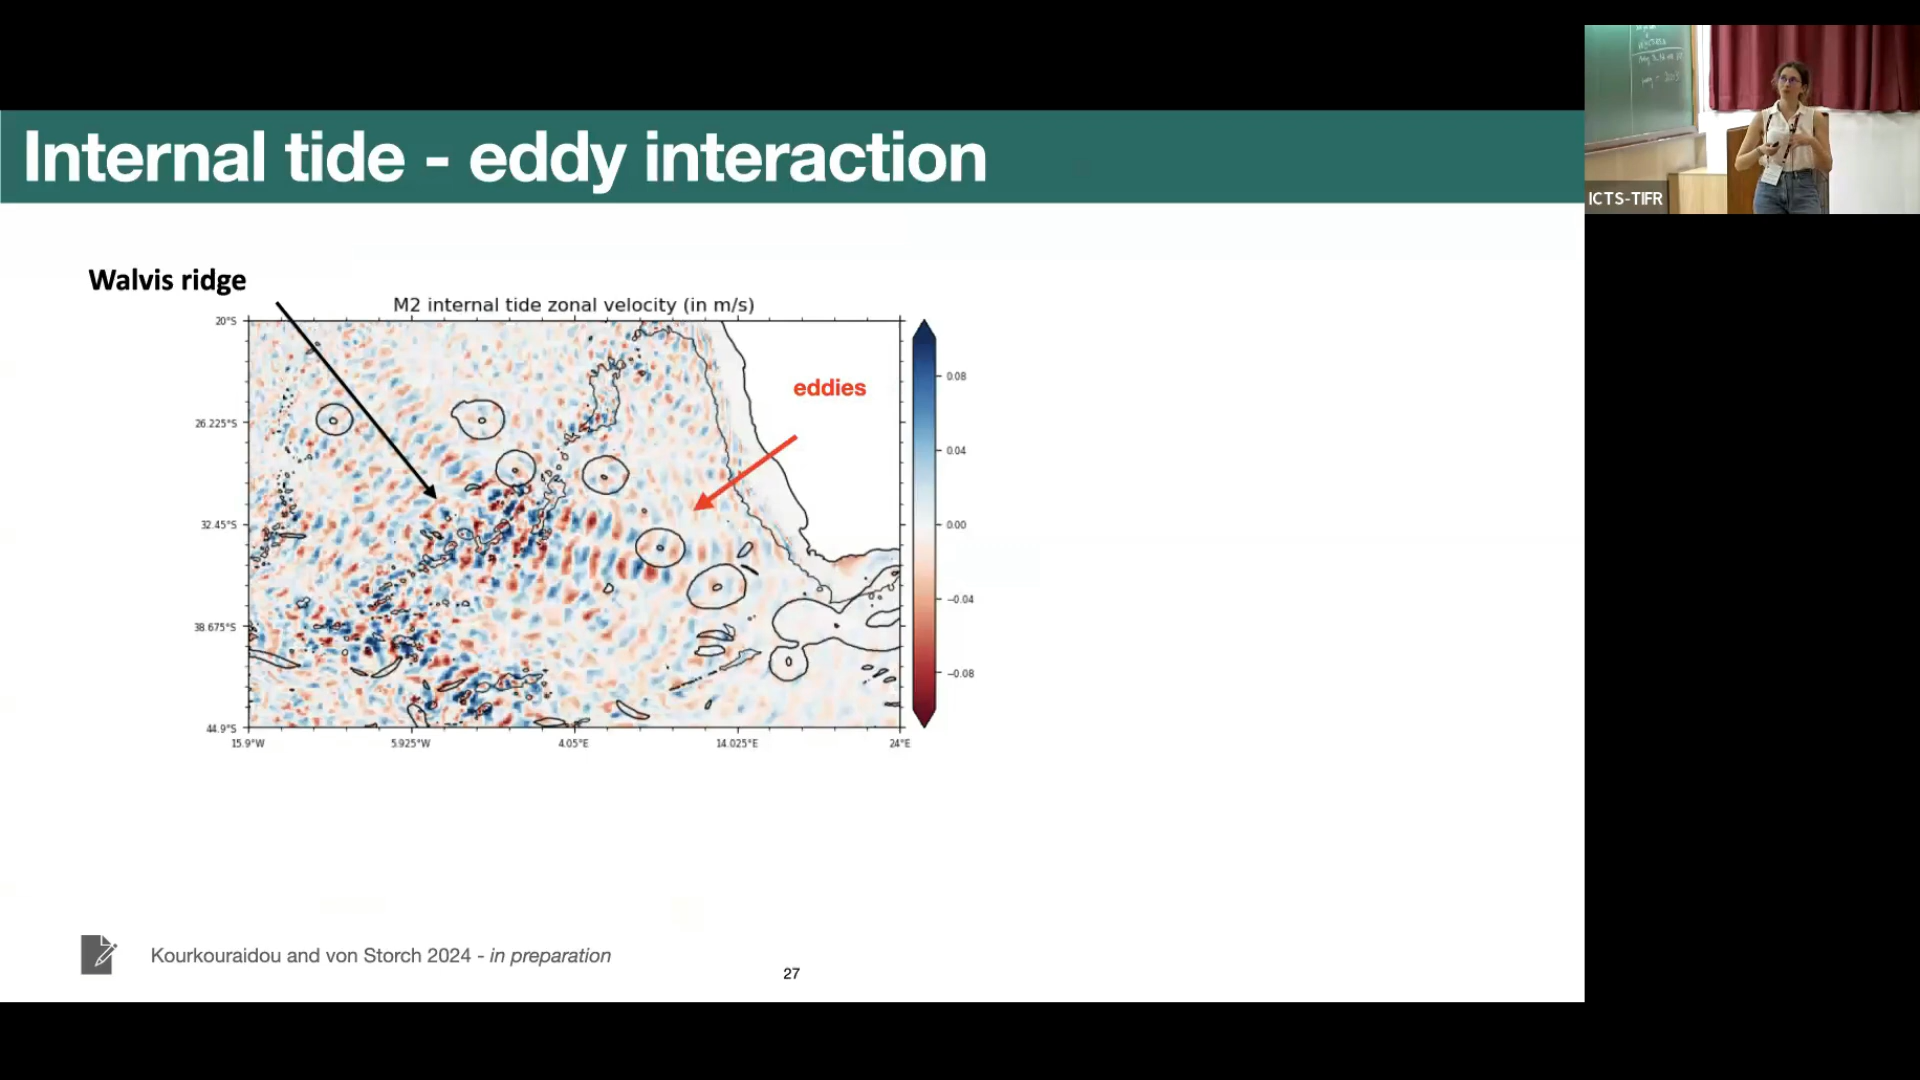 Internal tide - eddy interaction
ICTS-TIFR
Walvis ridge
M2 internal tide zonal velocity (in m/s)
eddies
20°S
26.225°S
32.45°S
38.675°S
44.9°S
15.9°W
5.925°W
4.05°E
14.025°E
24°E
0.08
0.04
0.00
−0.04
−0.08
Kourkouraidou and von Storch 2024 - in preparation
27